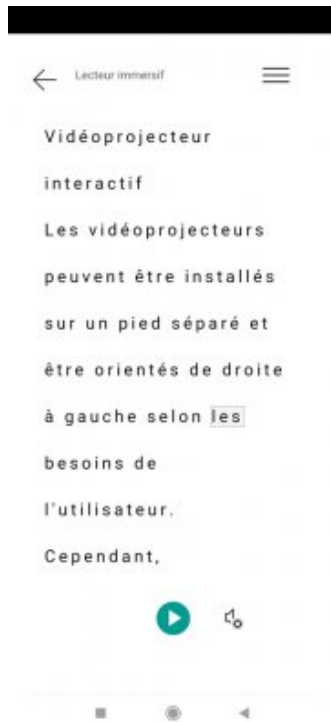 Lecteur immersif
Vidéoprojecteur
interactif
Les vidéoprojecteurs
peuvent être installés
sur un pied séparé et
être orientés de droite
à gauche selon les
besoins de
l'utilisateur.
Cependant,